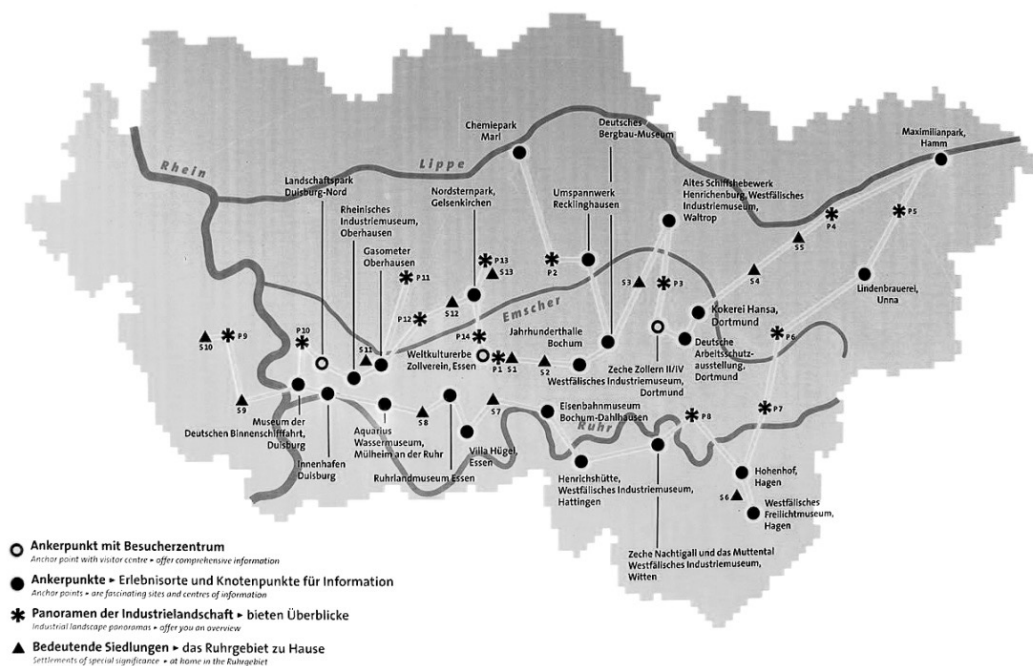 Chemiepark
Marl
Deutsches
Bergbau-Museum
Maximilianpark,
Hamm
Rhein
Lippe
Landschaftspark
Duisburg-Nord
Nordsternpark,
Gelsenkirchen
Umspannwerk
Recklinghausen
Altes Schiffshebewerk
Henrichenburg, Westfälisches
Industriemuseum,
Waltrop
Rheinisches
Industriemuseum,
Oberhausen
Gasometer
Oberhausen
P4
P5
S5
P13
S13
P2
P11
S3
P3
S4
Lindenbrauerei,
Unna
S12
P12
Emscher
Kokerei Hansa,
Dortmund
P10
P9
S10
P14
Jahrhunderthalle
Bochum
P6
Deutsche
Arbeitsschutz-
ausstellung,
Dortmund
S11
Weltkulturerbe
Zollverein, Essen
P1
S1
S2
Zeche Zollern II/IV
Westfälisches Industriemuseum,
Dortmund
S9
Museum der
Deutschen Binnenschifffahrt,
Duisburg
Aquarius
Wassermuseum,
Mülheim an der Ruhr
S8
S7
Eisenbahnmuseum
Bochum-Dahlhausen
Ruhr
P8
P7
Innenhafen
Duisburg
Ruhrlandmuseum Essen
Villa Hügel,
Essen
Henrichshütte,
Westfälisches Industriemuseum,
Hattingen
Hohenhof,
Hagen
S6
Westfälisches
Freilichtmuseum,
Hagen
Zeche Nachtigall und das Muttental
Westfälisches Industriemuseum,
Witten
Ankerpunkt mit Besucherzentrum
Anchor point with visitor centre ▸ offer comprehensive information
Ankerpunkte ▸ Erlebnisorte und Knotenpunkte für Information
Anchor points ▸ are fascinating sites and centres of information
Panoramen der Industrielandschaft ▸ bieten Überblicke
Industrial landscape panoramas ▸ offer you an overview
Bedeutende Siedlungen ▸ das Ruhrgebiet zu Hause
Settlements of special significance ▸ at home in the Ruhrgebiet